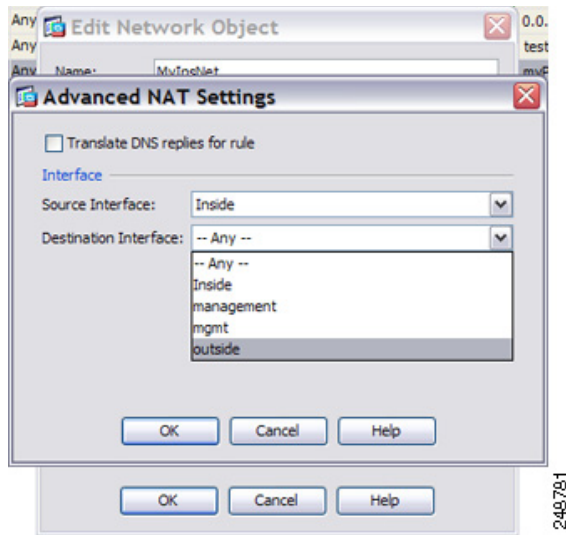 Any Edit Network Object 0.0.
Any test
Any Name: MyInsNet
Advanced NAT Settings
Translate DNS replies for rule
Interface
Source Interface: Inside
Destination Interface: -- Any --
-- Any --
Inside
management
mgmt
outside
OK Cancel Help
OK Cancel Help
248781